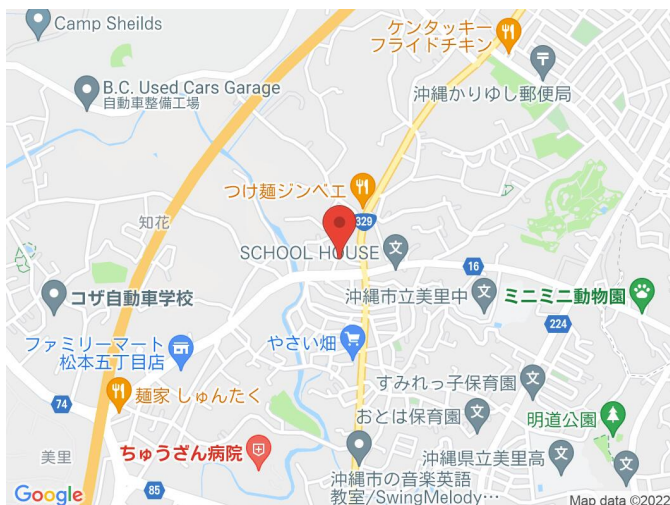 Camp Sheilds
ケンタッキー
フライドチキン
B.C. Used Cars Garage
自動車整備工場
沖縄かりゆし郵便局
つけ麺ジンベエ
知花
329
SCHOOL HOUSE
16
コザ自動車学校
沖縄市立美里中
ミニミニ動物園
224
ファミリーマート
松本五丁目店
やさい畑
すみれっ子保育園
麺家 しゅんたく
74
おとは保育園
明道公園
ちゅうざん病院
美里
沖縄県立美里高
沖縄市の音楽英語
教室/SwingMelody…
85
Google
Map data ©2022